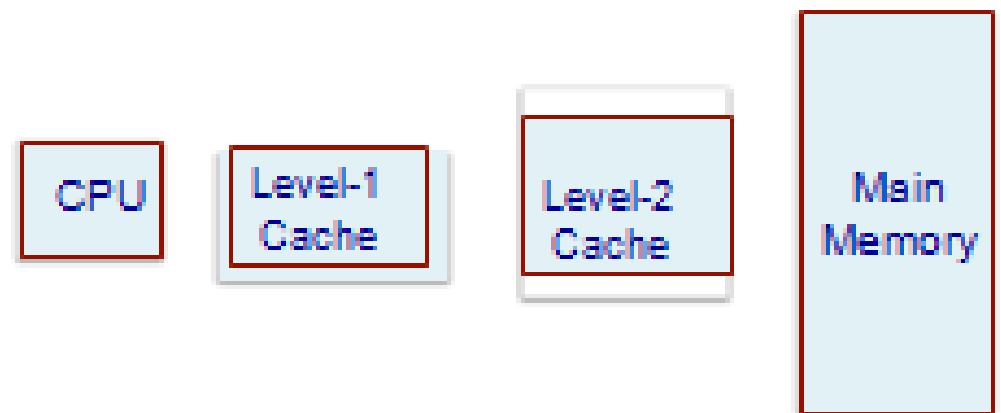 CPU
Level-1
Cache
Level-2
Cache
Main
Memory